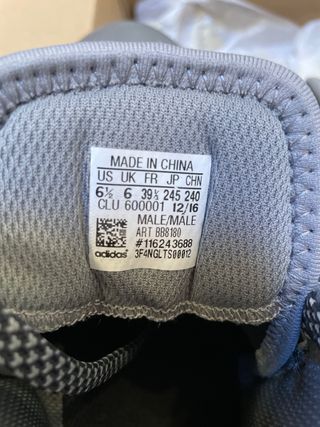 MADE IN CHINA
US UK FR JP CHN
6½ 6 39⅓ 245 240
CLU 600001 12/16
MALE/MALE
ART BB8180
#116243688
adidas® 3F4NGLTS00012